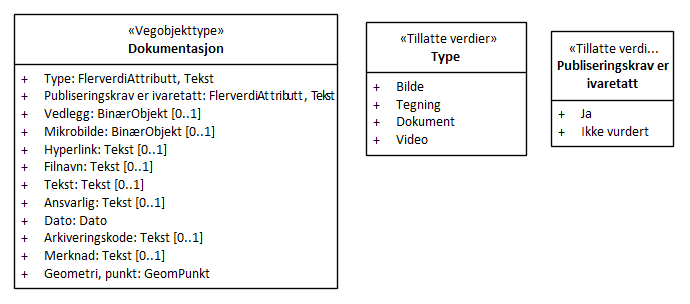 «Vegobjekttype»
Dokumentasjon
+ Type: FlerverdiAttributt, Tekst
+ Publiseringskrav er ivaretatt: FlerverdiAttributt, Tekst
+ Vedlegg: BinærObjekt [0..1]
+ Mikrobilde: BinærObjekt [0..1]
+ Hyperlink: Tekst [0..1]
+ Filnavn: Tekst [0..1]
+ Tekst: Tekst [0..1]
+ Ansvarlig: Tekst [0..1]
+ Dato: Dato
+ Arkiveringskode: Tekst [0..1]
+ Merknad: Tekst [0..1]
+ Geometri, punkt: GeomPunkt
«Tillatte verdier»
Type
+ Bilde
+ Tegning
+ Dokument
+ Video
«Tillatte verdi...
Publiseringskrav er
ivaretatt
+ Ja
+ Ikke vurdert